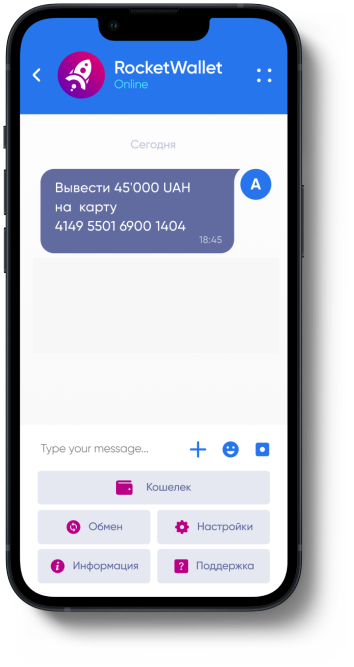 RocketWallet
Online
Сегодня
A
Вывести 45'000 UAH
на карту
4149 5501 6900 1404
18:45
Type your message...
Кошелек
Обмен
Настройки
Информация
Поддержка